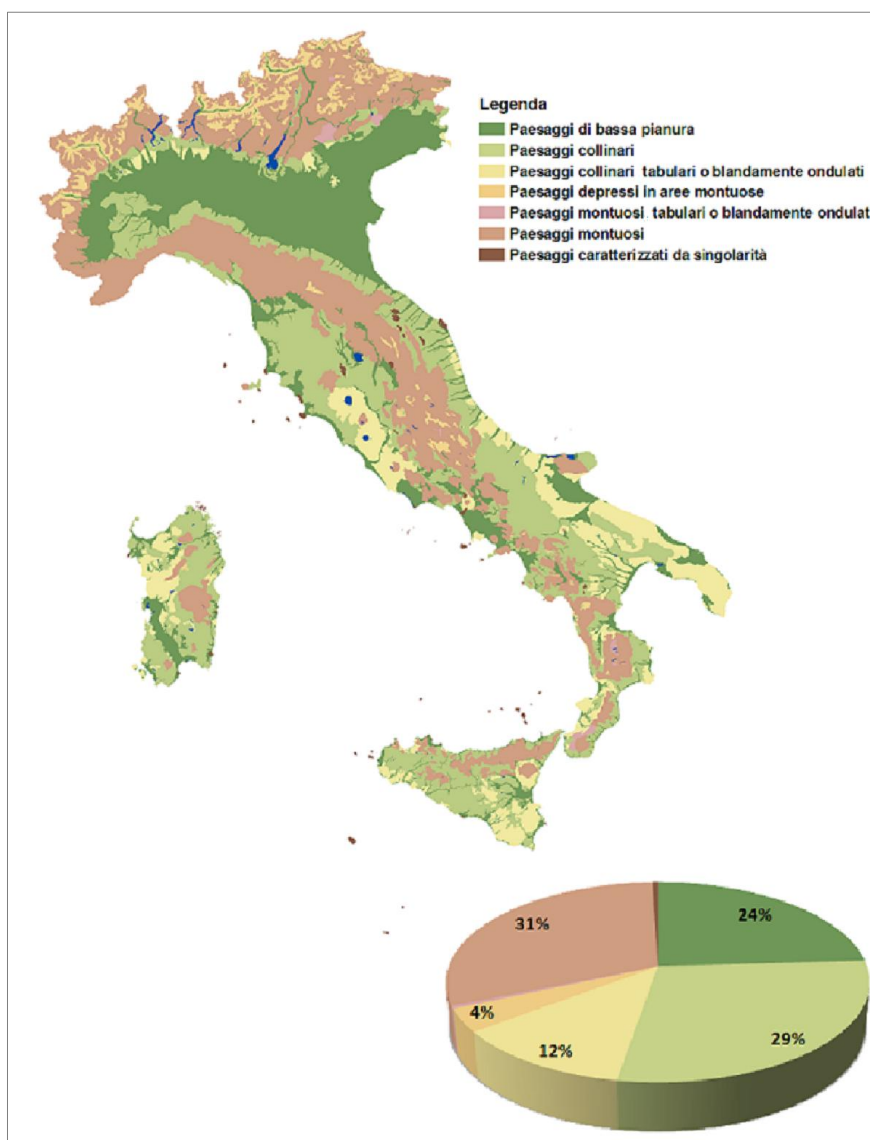 Legenda
Paesaggi di bassa pianura
Paesaggi collinari
Paesaggi collinari tabulari o blandamente ondulati
Paesaggi depressi in aree montuose
Paesaggi montuosi tabulari o blandamente ondulat
Paesaggi montuosi
Paesaggi caratterizzati da singolarità
31%
24%
4%
12%
29%